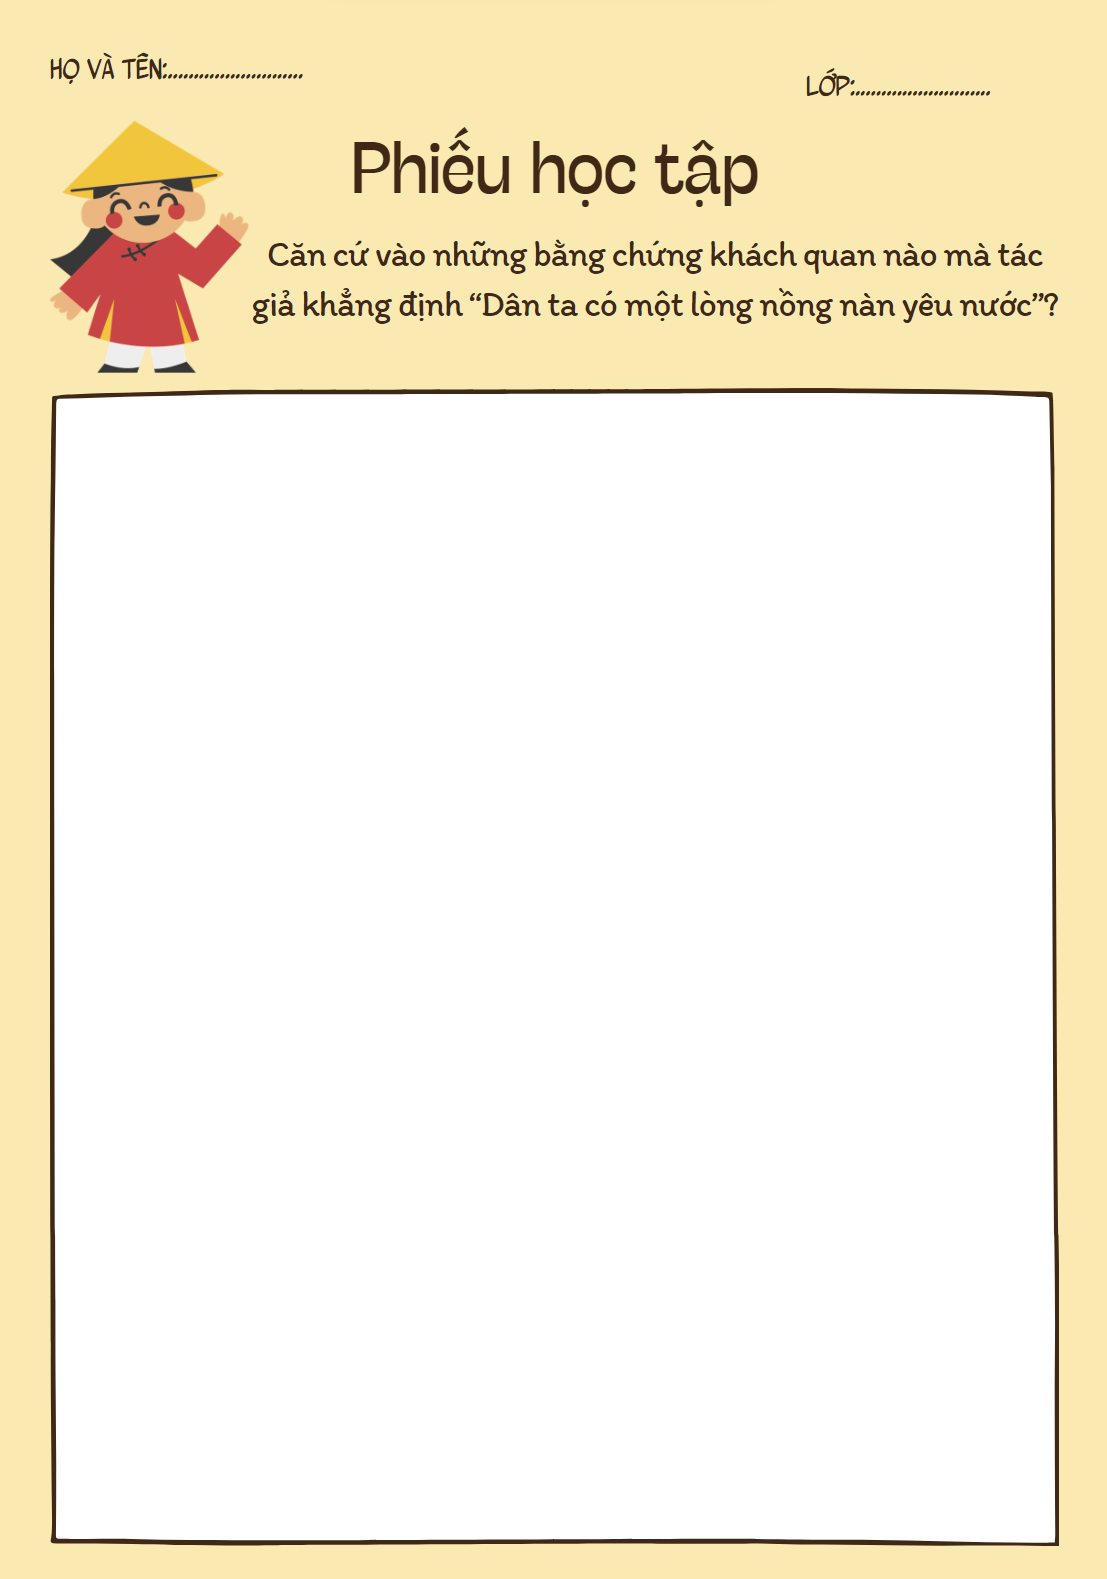 HỌ VÀ TÊN:...........................
LỚP:...........................
Phiếu học tập
Căn cứ vào những bằng chứng khách quan nào mà tác
giả khẳng định “Dân ta có một lòng nồng nàn yêu nước”?